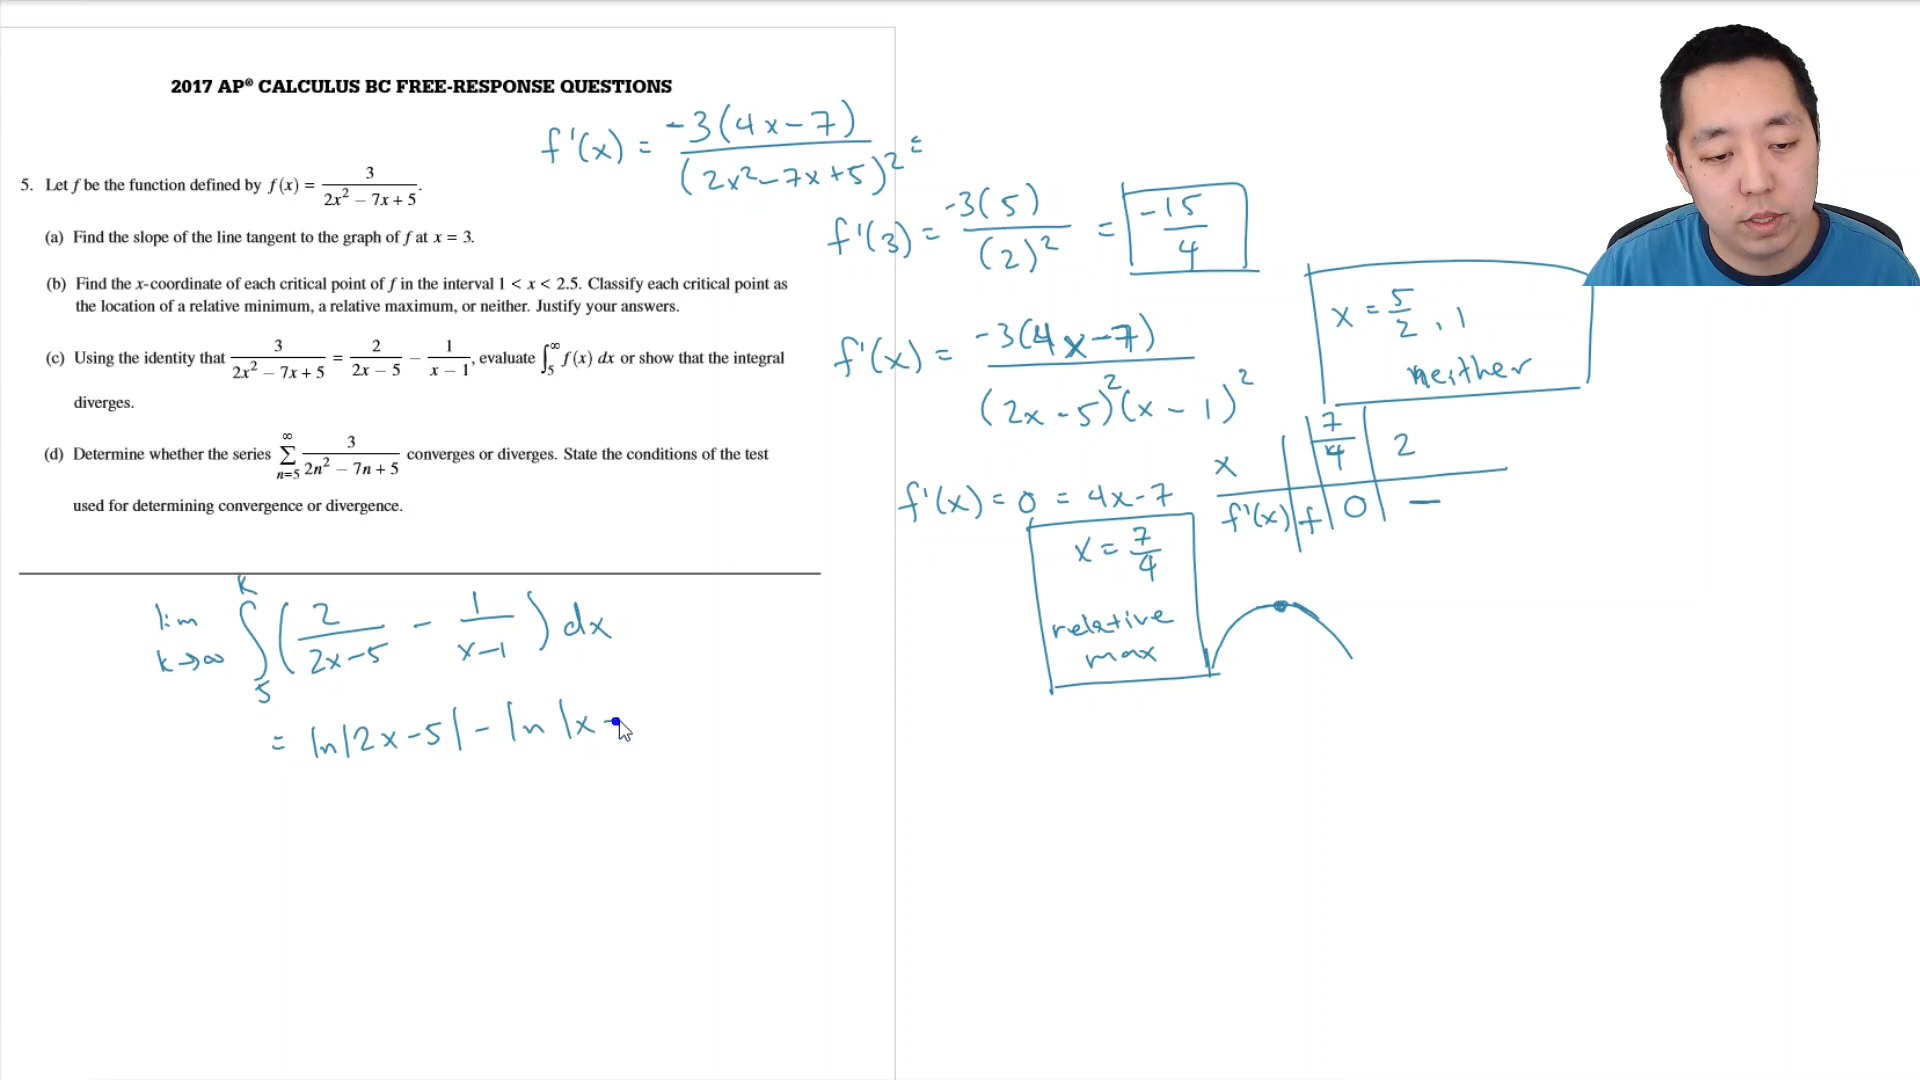 2017 AP® CALCULUS BC FREE-RESPONSE QUESTIONS
f'(x) = -3(4x-7) / (2x²-7x+5)² =
5. Let f be the function defined by f(x) = 3 / (2x² − 7x + 5).
(a) Find the slope of the line tangent to the graph of f at x = 3.
f'(3) = -3(5) / (2)² = -15/4
(b) Find the x-coordinate of each critical point of f in the interval 1 < x < 2.5. Classify each critical point as
the location of a relative minimum, a relative maximum, or neither. Justify your answers.
(c) Using the identity that 3 / (2x² − 7x + 5) = 2 / (2x − 5) − 1 / (x − 1), evaluate ∫₅^∞ f(x) dx or show that the integral
diverges.
(d) Determine whether the series ∑_{n=5}^∞ 3 / (2n² − 7n + 5) converges or diverges. State the conditions of the test
used for determining convergence or divergence.
f'(x) = -3(4x-7) / (2x-5)²(x-1)²
x = 5/2, 1
neither
x | | 7/4 | 2
f'(x) | + | 0 | −
f'(x) = 0 = 4x-7
x = 7/4
relative
max
lim k→∞ ∫₅^k (2/(2x-5) - 1/(x-1)) dx
= ln|2x-5| - ln|x -